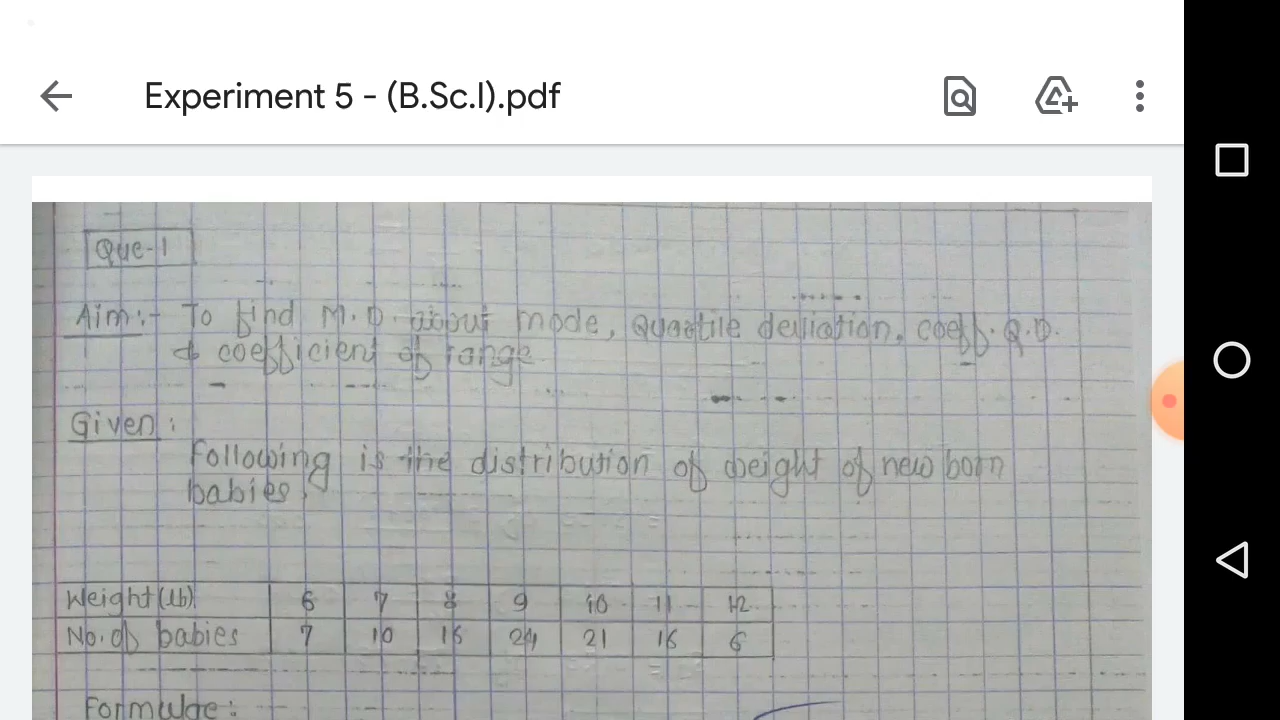 Experiment 5 - (B.Sc.I).pdf
Que-1
Aim:- To find M.D. about mode, Quartile deviation, coeff. Q.D.
& coefficient of range
Given:
Following is the distribution of weight of new born
babies.
Weight(lb) 6 7 8 9 10 11 12
No. of babies 7 10 16 24 21 16 6
Formulae: